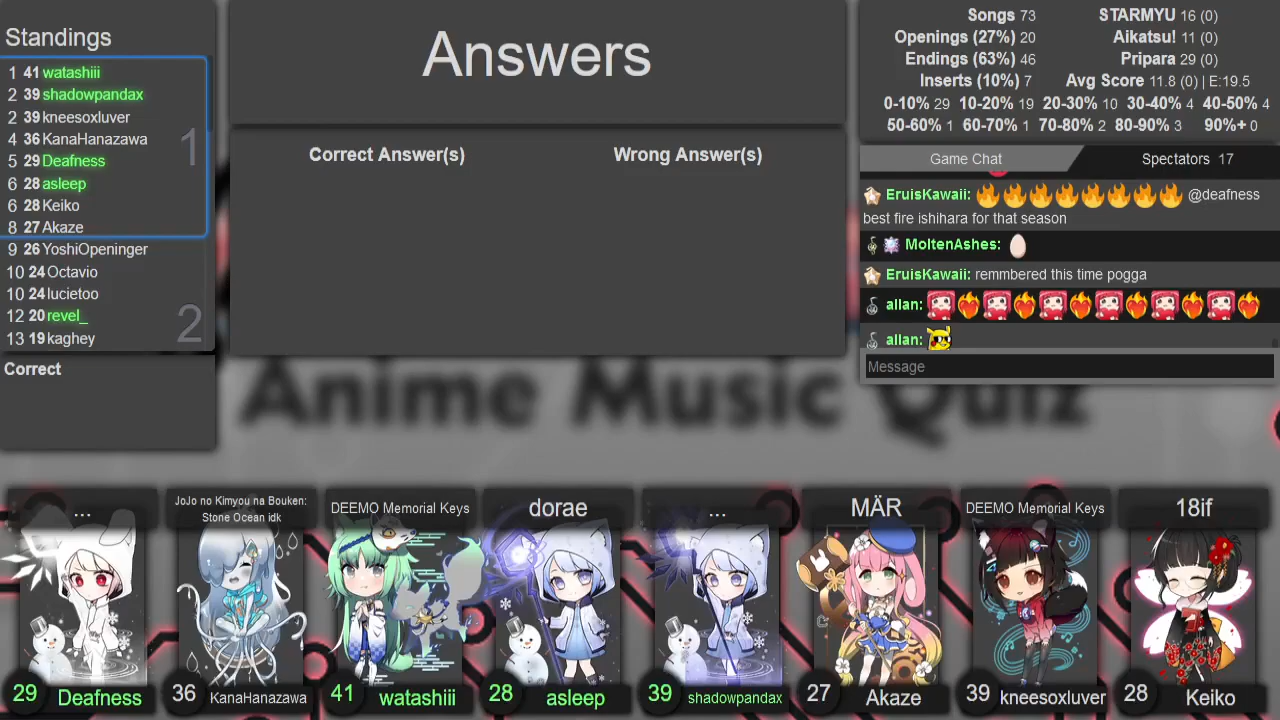 Standings
1 41 watashiii
2 39 shadowpandax
2 39 kneesoxluver
4 36 KanaHanazawa
5 29 Deafness
6 28 asleep
6 28 Keiko
8 27 Akaze
1
9 26 YoshiOpeninger
10 24 Octavio
10 24 lucietoo
12 20 revel_
13 19 kaghey
2
Correct
Answers
Correct Answer(s) Wrong Answer(s)
Songs 73 STARMYU 16 (0)
Openings (27%) 20 Aikatsu! 11 (0)
Endings (63%) 46 Pripara 29 (0)
Inserts (10%) 7 Avg Score 11.8 (0) | E:19.5
0-10% 29 10-20% 19 20-30% 10 30-40% 4 40-50% 4
50-60% 1 60-70% 1 70-80% 2 80-90% 3 90%+ 0
Game Chat Spectators 17
EruisKawaii: @deafness
best fire ishihara for that season
MoltenAshes:
EruisKawaii: remmbered this time pogga
allan:
allan:
Message
Anime Music Quiz
...
JoJo no Kimyou na Bouken:
Stone Ocean idk
DEEMO Memorial Keys
dorae
...
MÄR
DEEMO Memorial Keys
18if
29 Deafness
36 KanaHanazawa
41 watashiii
28 asleep
39 shadowpandax
27 Akaze
39 kneesoxluver
28 Keiko